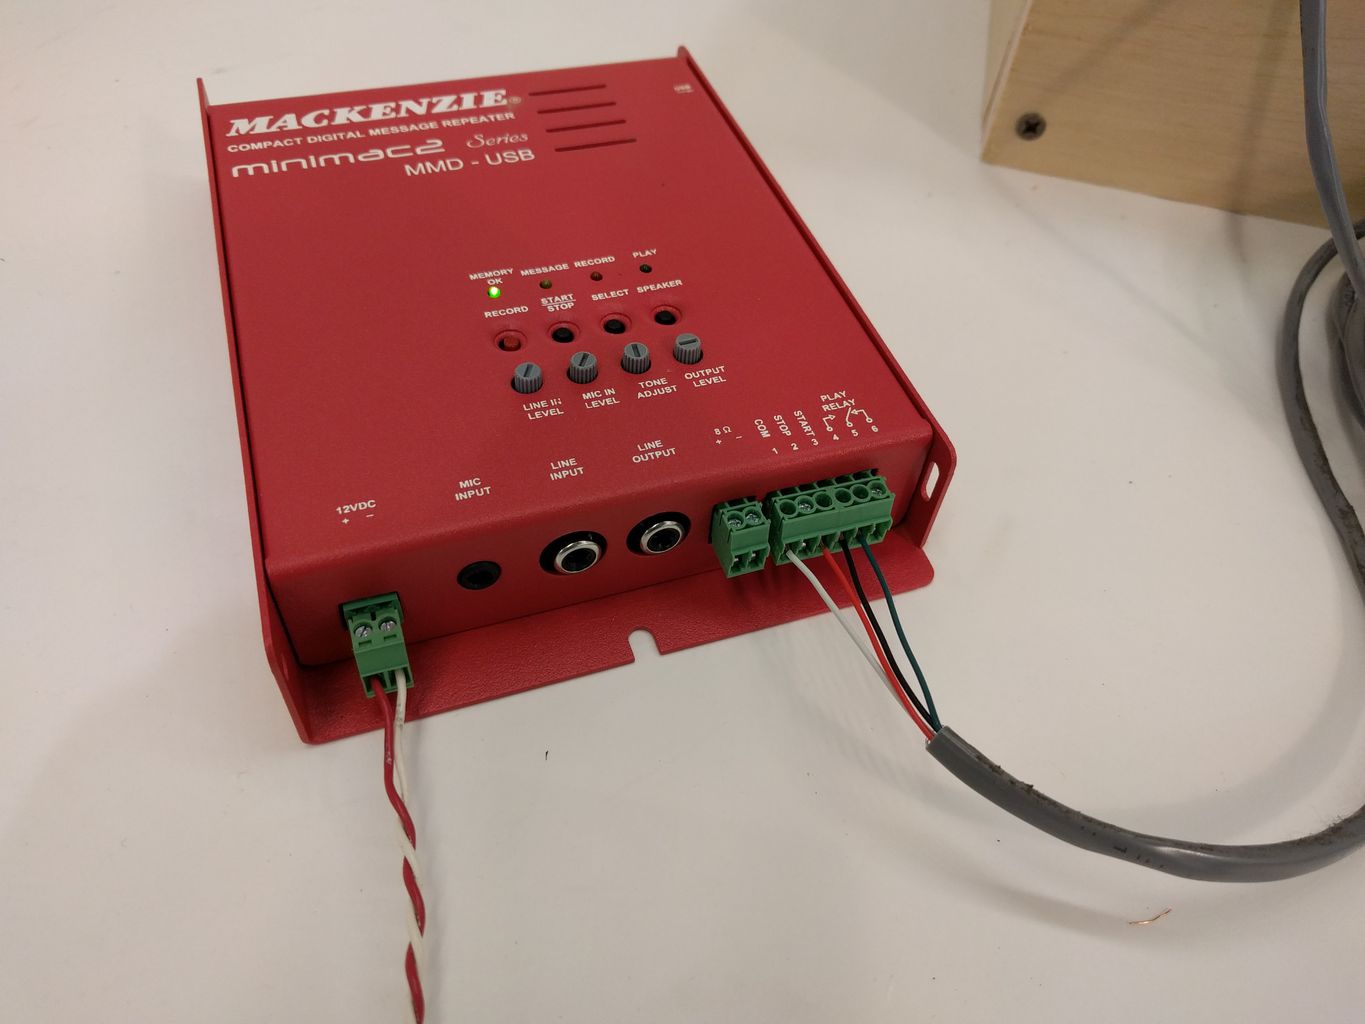 MACKENZIE®
COMPACT DIGITAL MESSAGE REPEATER
minimac2 Series
MMD - USB
USB
MEMORY OK
MESSAGE
RECORD
PLAY
RECORD
START
STOP
SELECT
SPEAKER
LINE IN
LEVEL
MIC IN
LEVEL
TONE
ADJUST
OUTPUT
LEVEL
12VDC
+ −
MIC
INPUT
LINE
INPUT
LINE
OUTPUT
8 Ω
+ −
COM
STOP
START
PLAY
RELAY
1 2 3 4 5 6